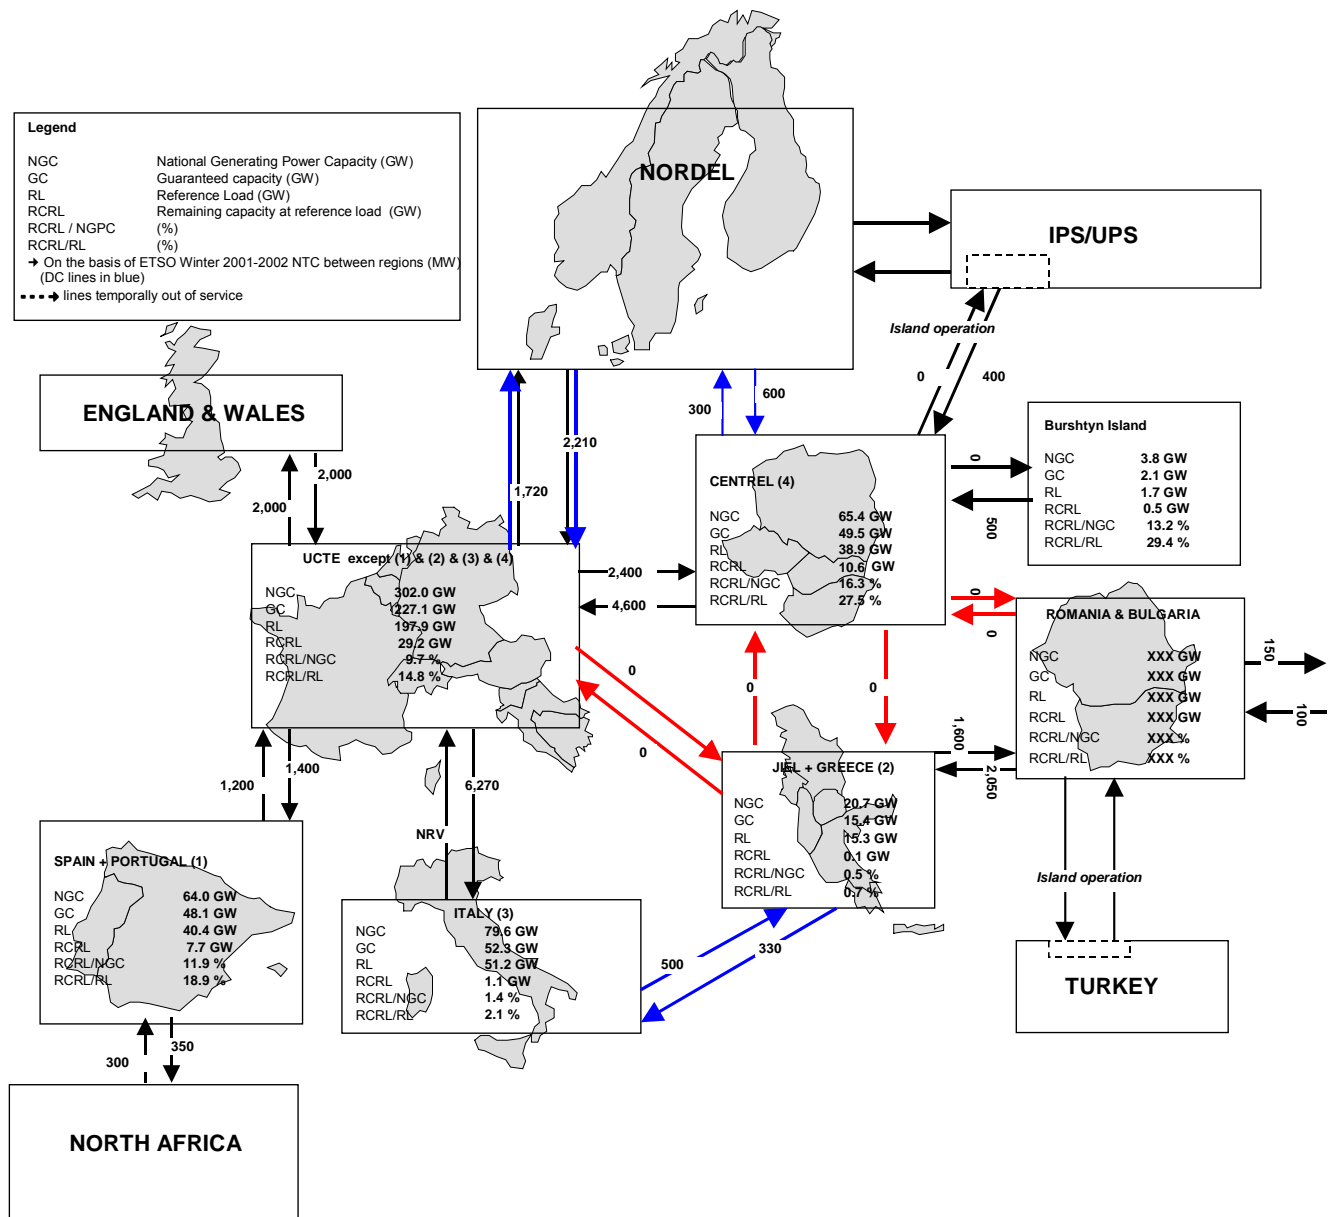 NORDEL
Legend
NGC National Generating Power Capacity (GW)
GC Guaranteed capacity (GW)
RL Reference Load (GW)
RCRL Remaining capacity at reference load (GW)
RCRL / NGPC (%)
RCRL/RL (%)
➔ On the basis of ETSO Winter 2001-2002 NTC between regions (MW)
(DC lines in blue)
lines temporally out of service
IPS/UPS
Island operation
0
400
ENGLAND & WALES
2,000
2,000
1,720
2,210
300
600
Burshtyn Island
NGC 3.8 GW
GC 2.1 GW
RL 1.7 GW
RCRL 0.5 GW
RCRL/NGC 13.2 %
RCRL/RL 29.4 %
0
500
CENTREL (4)
NGC 65.4 GW
GC 49.5 GW
RL 38.9 GW
RCRL 10.6 GW
RCRL/NGC 16.3 %
RCRL/RL 27.5 %
UCTE except (1) & (2) & (3) & (4)
NGC 302.0 GW
GC 227.1 GW
RL 197.9 GW
RCRL 29.2 GW
RCRL/NGC 9.7 %
RCRL/RL 14.8 %
2,400
4,600
0
0
ROMANIA & BULGARIA
NGC XXX GW
GC XXX GW
RL XXX GW
RCRL XXX GW
RCRL/NGC XXX %
RCRL/RL XXX %
150
100
0
0
0
0
1,600
2,050
JIEL + GREECE (2)
NGC 20.7 GW
GC 15.4 GW
RL 15.3 GW
RCRL 0.1 GW
RCRL/NGC 0.5 %
RCRL/RL 0.7 %
1,200
1,400
NRV
6,270
SPAIN + PORTUGAL (1)
NGC 64.0 GW
GC 48.1 GW
RL 40.4 GW
RCRL 7.7 GW
RCRL/NGC 11.9 %
RCRL/RL 18.9 %
ITALY (3)
NGC 79.6 GW
GC 52.3 GW
RL 51.2 GW
RCRL 1.1 GW
RCRL/NGC 1.4 %
RCRL/RL 2.1 %
500
330
Island operation
TURKEY
300
350
NORTH AFRICA